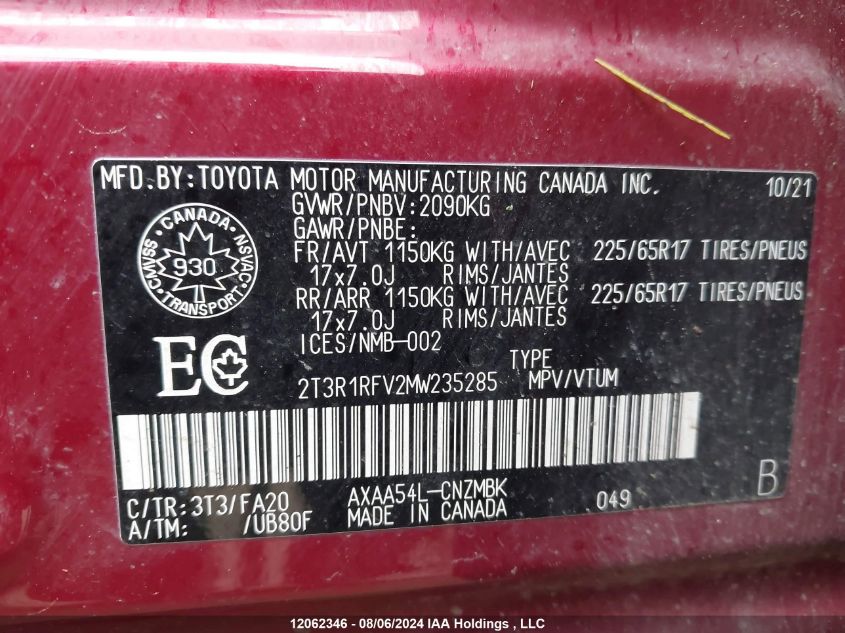 MFD.BY:TOYOTA MOTOR MANUFACTURING CANADA INC. 10/21
GVWR/PNBV:2090KG
GAWR/PNBE:
FR/AVT 1150KG WITH/AVEC 225/65R17 TIRES/PNEUS
17x7.0J RIMS/JANTES
RR/ARR 1150KG WITH/AVEC 225/65R17 TIRES/PNEUS
17x7.0J RIMS/JANTES
ICES/NMB-002
CANADA
CMVSS 930 NSVAC
TRANSPORT
EC
TYPE
2T3R1RFV2MW235285 MPV/VTUM
C/TR:3T3/FA20 AXAA54L-CNZMBK 049 B
A/TM: /UB80F MADE IN CANADA
12062346 - 08/06/2024 IAA Holdings , LLC